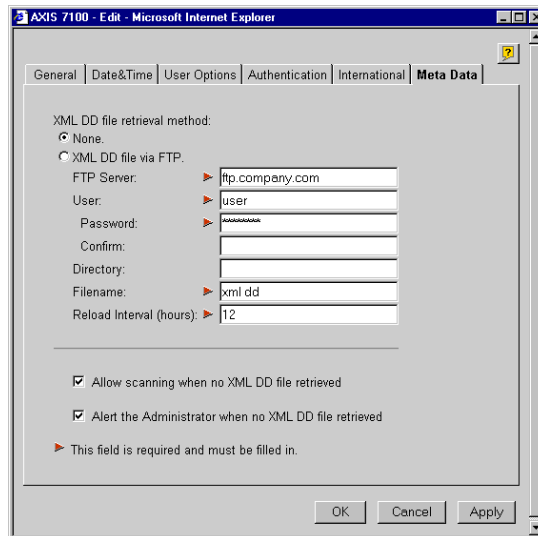 AXIS 7100 - Edit - Microsoft Internet Explorer
?
General Date&Time User Options Authentication International Meta Data
XML DD file retrieval method:
None.
XML DD file via FTP.
FTP Server: ftp.company.com
User: user
Password: ********
Confirm:
Directory:
Filename: xml dd
Reload Interval (hours): 12
Allow scanning when no XML DD file retrieved
Alert the Administrator when no XML DD file retrieved
This field is required and must be filled in.
OK Cancel Apply